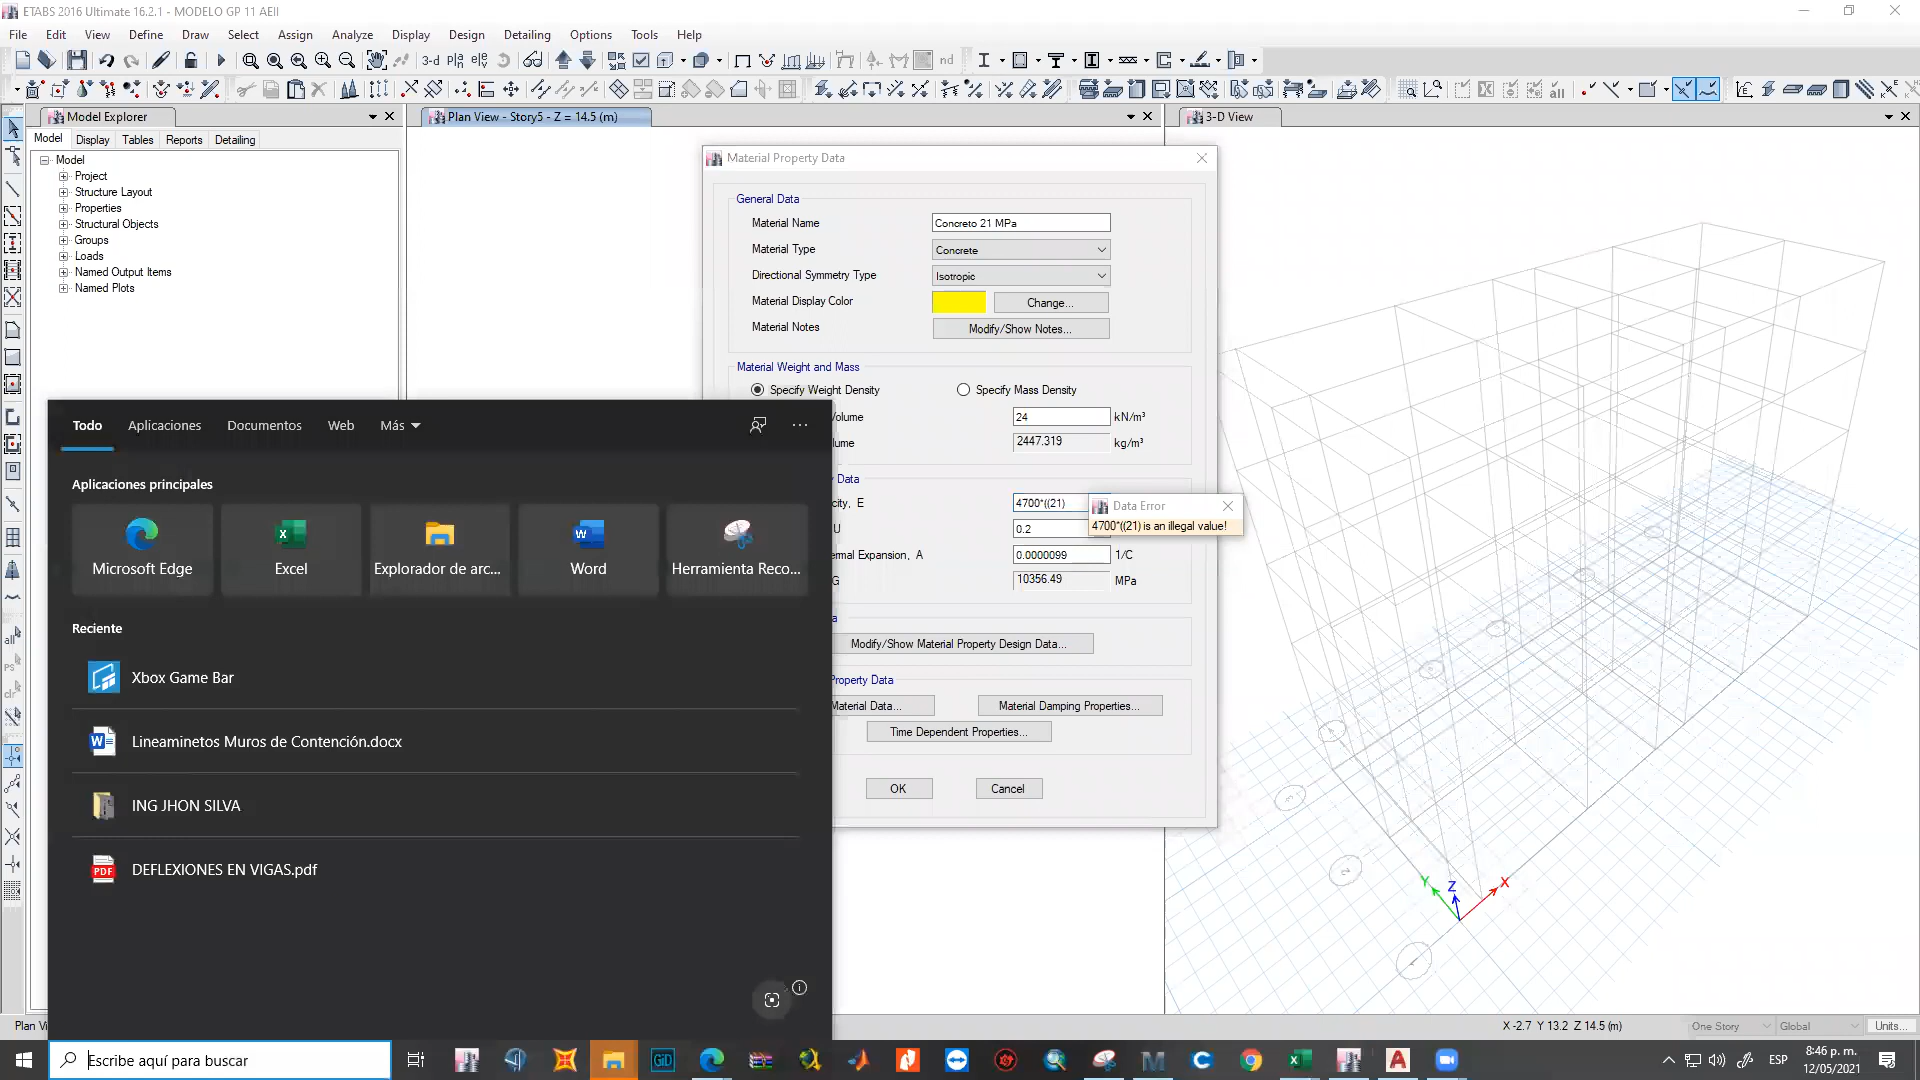 ETABS 2016 Ultimate 16.2.1 - MODELO GP 11 AEII
File Edit View Define Draw Select Assign Analyze Display Design Detailing Options Tools Help
3-d
nd
all
Model Explorer
Plan View - Story5 - Z = 14.5 (m)
3-D View
Model Display Tables Reports Detailing
Model
Project
Structure Layout
Properties
Structural Objects
Groups
Loads
Named Output Items
Named Plots
Material Property Data
General Data
Material Name
Concreto 21 MPa
Material Type
Concrete
Directional Symmetry Type
Isotropic
Material Display Color
Change...
Material Notes
Modify/Show Notes...
Material Weight and Mass
Specify Weight Density
Specify Mass Density
olume
24
kN/m³
lume
2447.319
kg/m³
Data
city, E
4700*((21)
Data Error
4700*((21) is an illegal value!
U
0.2
ermal Expansion, A
0.0000099
1/C
G
10356.49
MPa
a
Modify/Show Material Property Design Data...
Property Data
Material Data...
Material Damping Properties...
Time Dependent Properties...
OK
Cancel
Todo Aplicaciones Documentos Web Más
Aplicaciones principales
Microsoft Edge
Excel
Explorador de arc...
Word
Herramienta Reco...
Reciente
Xbox Game Bar
Lineaminetos Muros de Contención.docx
ING JHON SILVA
PDF
DEFLEXIONES EN VIGAS.pdf
Y
Z
X
Plan Vi
X -2.7 Y 13.2 Z 14.5 (m)
One Story
Global
Units...
Escribe aquí para buscar
GiD
ESP
8:46 p. m.
12/05/2021